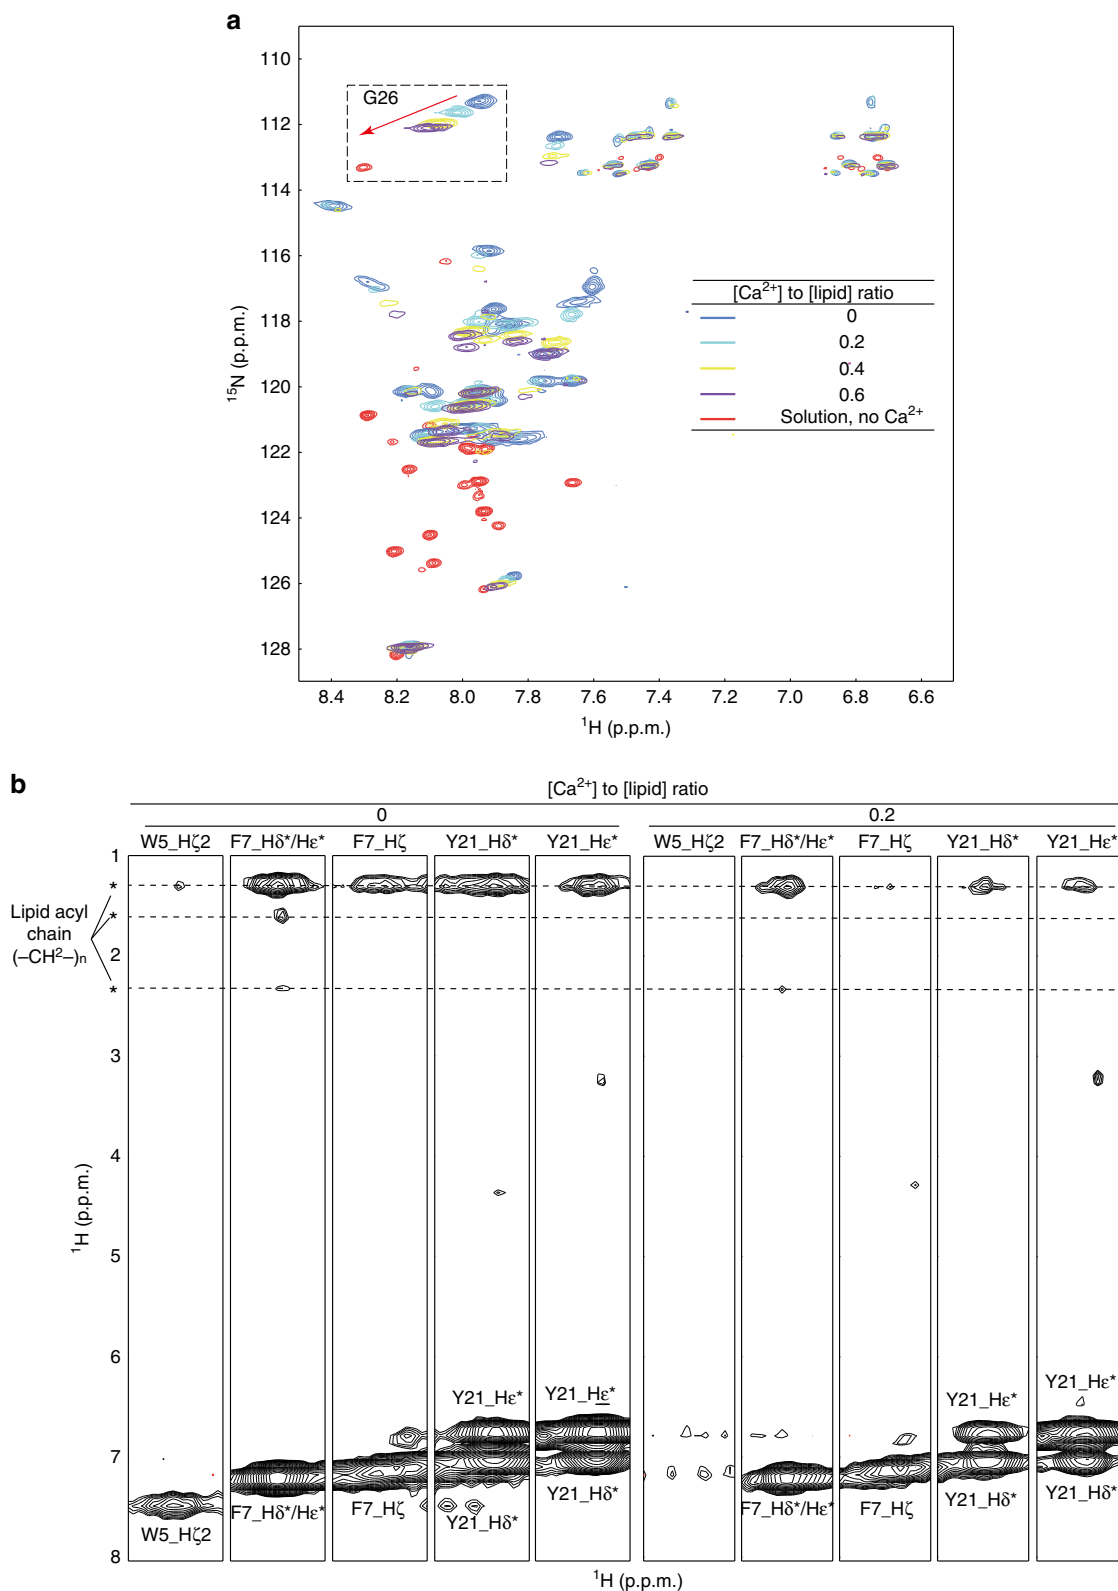 a
110
112
114
116
118
120
122
124
126
128
¹⁵N (p.p.m.)
G26
[Ca²⁺] to [lipid] ratio
0
0.2
0.4
0.6
Solution, no Ca²⁺
8.4 8.2 8.0 7.8 7.6 7.4 7.2 7.0 6.8 6.6
¹H (p.p.m.)
b
[Ca²⁺] to [lipid] ratio
0 0.2
W5_Hζ2 F7_Hδ*/Hε* F7_Hζ Y21_Hδ* Y21_Hε* W5_Hζ2 F7_Hδ*/Hε* F7_Hζ Y21_Hδ* Y21_Hε*
1
*
*
2
*
3
4
5
6
7
8
Lipid acyl
chain
(–CH²–)n
¹H (p.p.m.)
Y21_Hε* Y21_Hε* Y21_Hε* Y21_Hε*
W5_Hζ2 F7_Hδ*/Hε* F7_Hζ Y21_Hδ* Y21_Hδ* F7_Hδ*/Hε* F7_Hζ Y21_Hδ* Y21_Hδ*
¹H (p.p.m.)